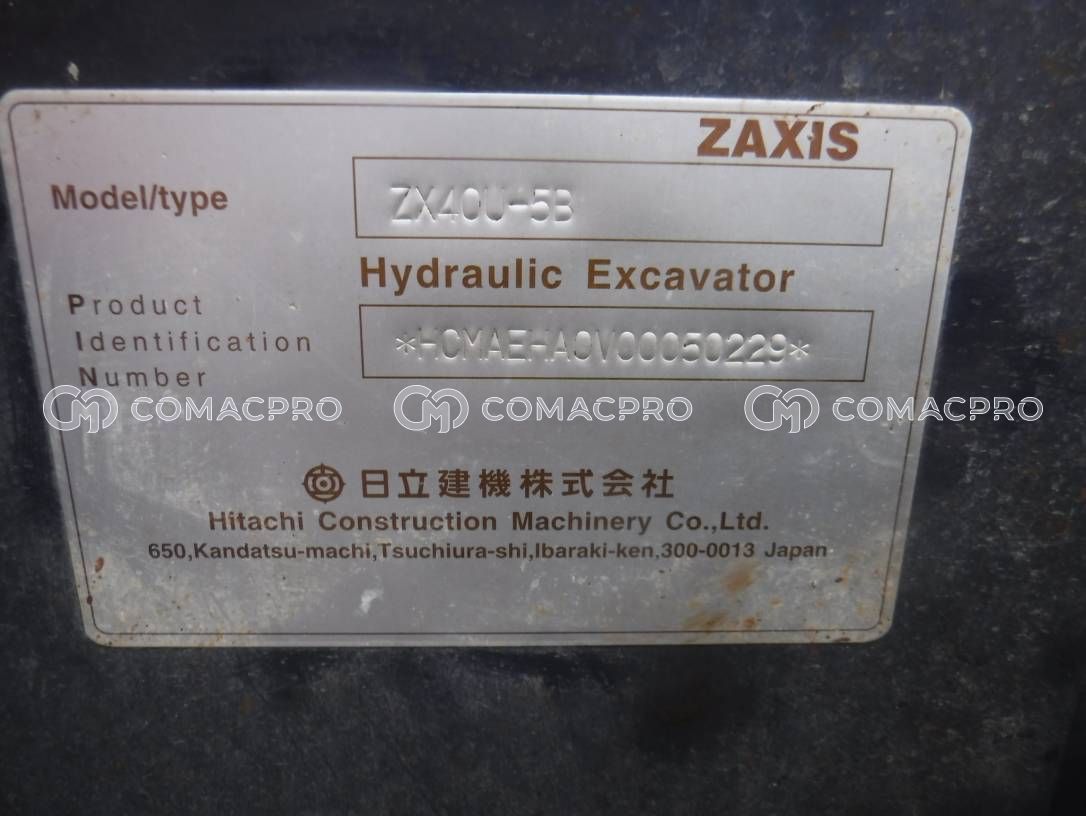 ZAXIS
Model/type ZX40U-5B
Hydraulic Excavator
Product
Identification *HCMAEHA0V00050229*
Number
COMACPRO COMACPRO COMACPRO
日立建機株式会社
Hitachi Construction Machinery Co.,Ltd.
650,Kandatsu-machi,Tsuchiura-shi,Ibaraki-ken,300-0013 Japan